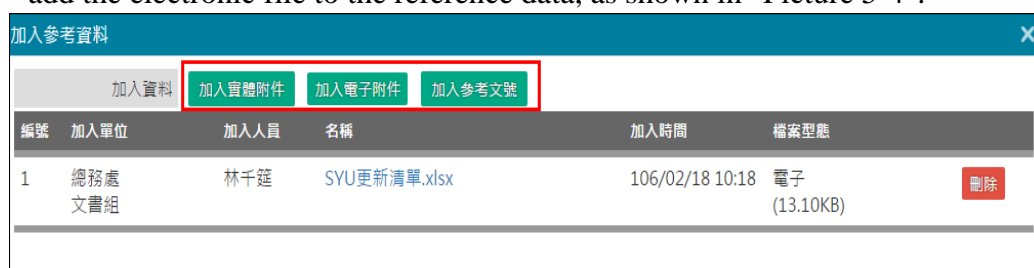 add the electronic file to the reference data, as shown in "Picture 3-4".
加入參考資料 X
加入資料 加入實體附件 加入電子附件 加入參考文號
編號 加入單位 加入人員 名稱 加入時間 檔案型態
1 總務處 林千筵 SYU更新清單.xlsx 106/02/18 10:18 電子 刪除
文書組 (13.10KB)